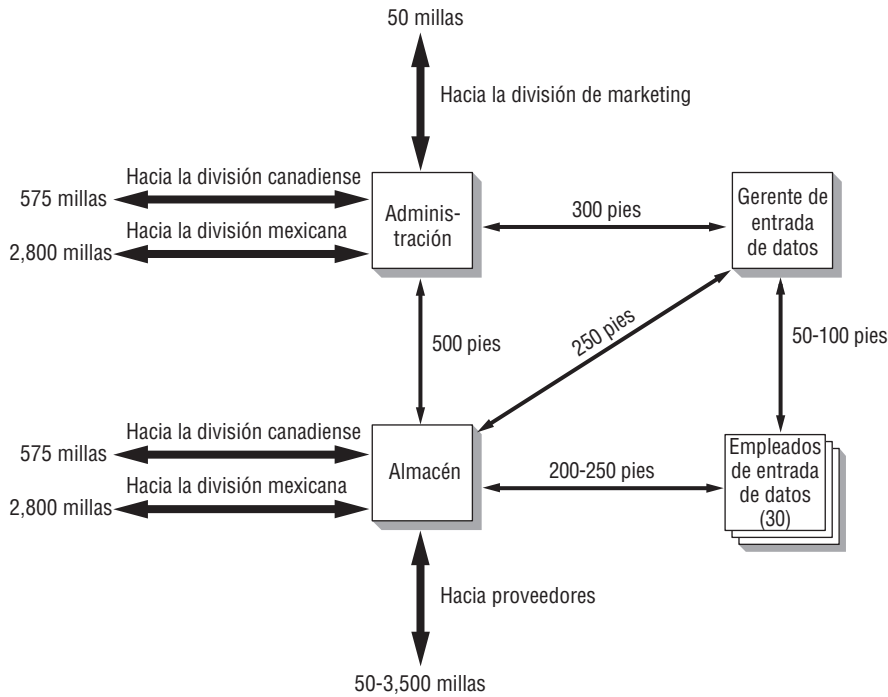 50 millas
Hacia la división de marketing
Hacia la división canadiense
575 millas
Hacia la división mexicana
2,800 millas
Adminis-
tración
300 pies
Gerente de
entrada
de datos
500 pies
250 pies
50-100 pies
Hacia la división canadiense
575 millas
Hacia la división mexicana
2,800 millas
Almacén
200-250 pies
Empleados
de entrada
de datos
(30)
Hacia proveedores
50-3,500 millas